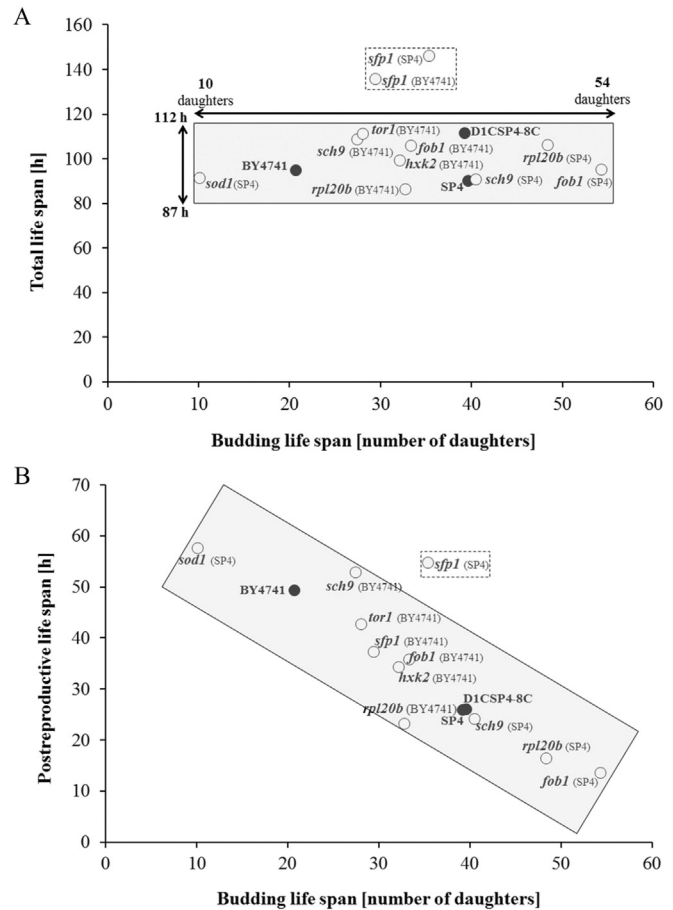 A
160
140
120
100
80
60
40
20
0
Total life span [h]
sfp1 (SP4)
sfp1 (BY4741)
10
daughters
54
daughters
112 h
87 h
tor1 (BY4741)
D1CSP4-8C
sch9 (BY4741)
fob1 (BY4741)
rpl20b (SP4)
BY4741
hxk2 (BY4741)
sod1 (SP4)
rpl20b (BY4741)
SP4
sch9 (SP4)
fob1 (SP4)
0 10 20 30 40 50 60
Budding life span [number of daughters]
B
70
60
50
40
30
20
10
0
Postreproductive life span [h]
sod1 (SP4)
sfp1 (SP4)
BY4741
sch9 (BY4741)
tor1 (BY4741)
sfp1 (BY4741)
fob1 (BY4741)
hxk2 (BY4741)
D1CSP4-8C
rpl20b (BY4741)
SP4
sch9 (SP4)
rpl20b (SP4)
fob1 (SP4)
0 10 20 30 40 50 60
Budding life span [number of daughters]